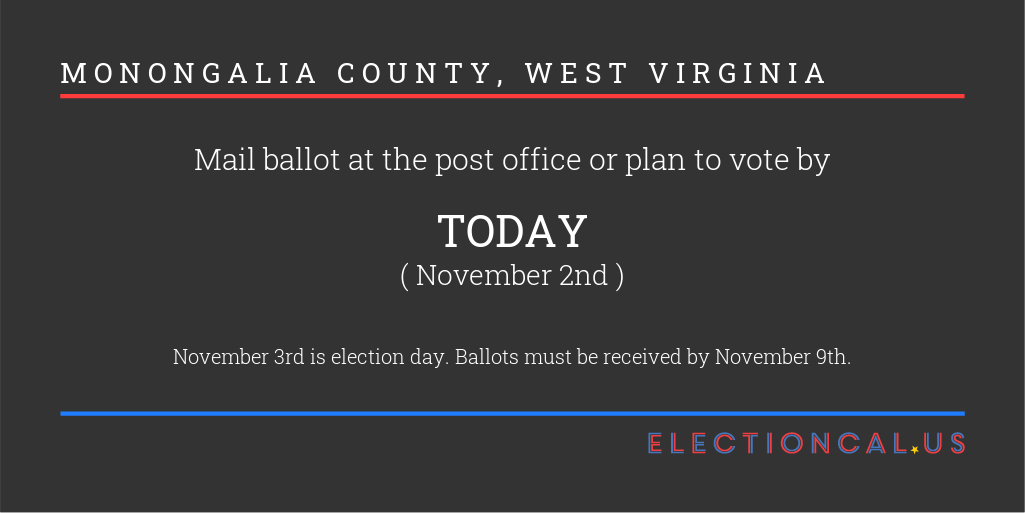 MONONGALIA COUNTY, WEST VIRGINIA
Mail ballot at the post office or plan to vote by
TODAY
( November 2nd )
November 3rd is election day. Ballots must be received by November 9th.
ELECTIONCAL.US